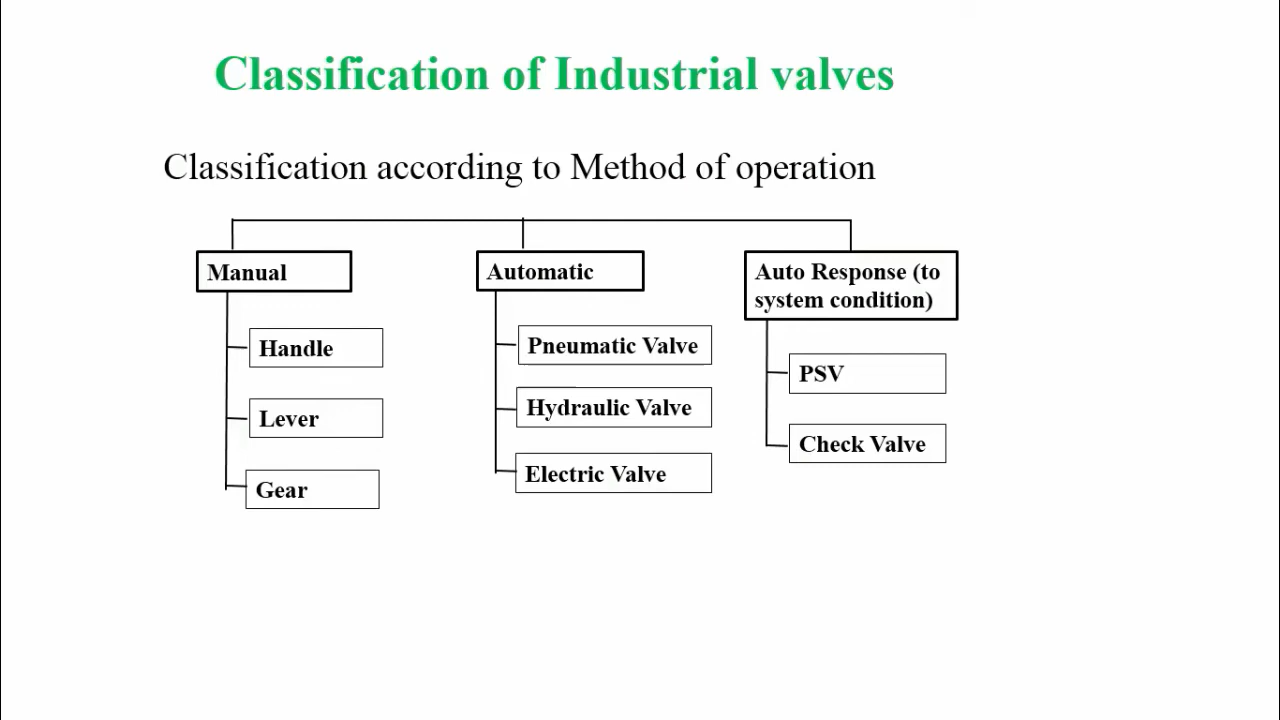 Classification of Industrial valves
Classification according to Method of operation
Manual
Handle
Lever
Gear
Automatic
Pneumatic Valve
Hydraulic Valve
Electric Valve
Auto Response (to
system condition)
PSV
Check Valve